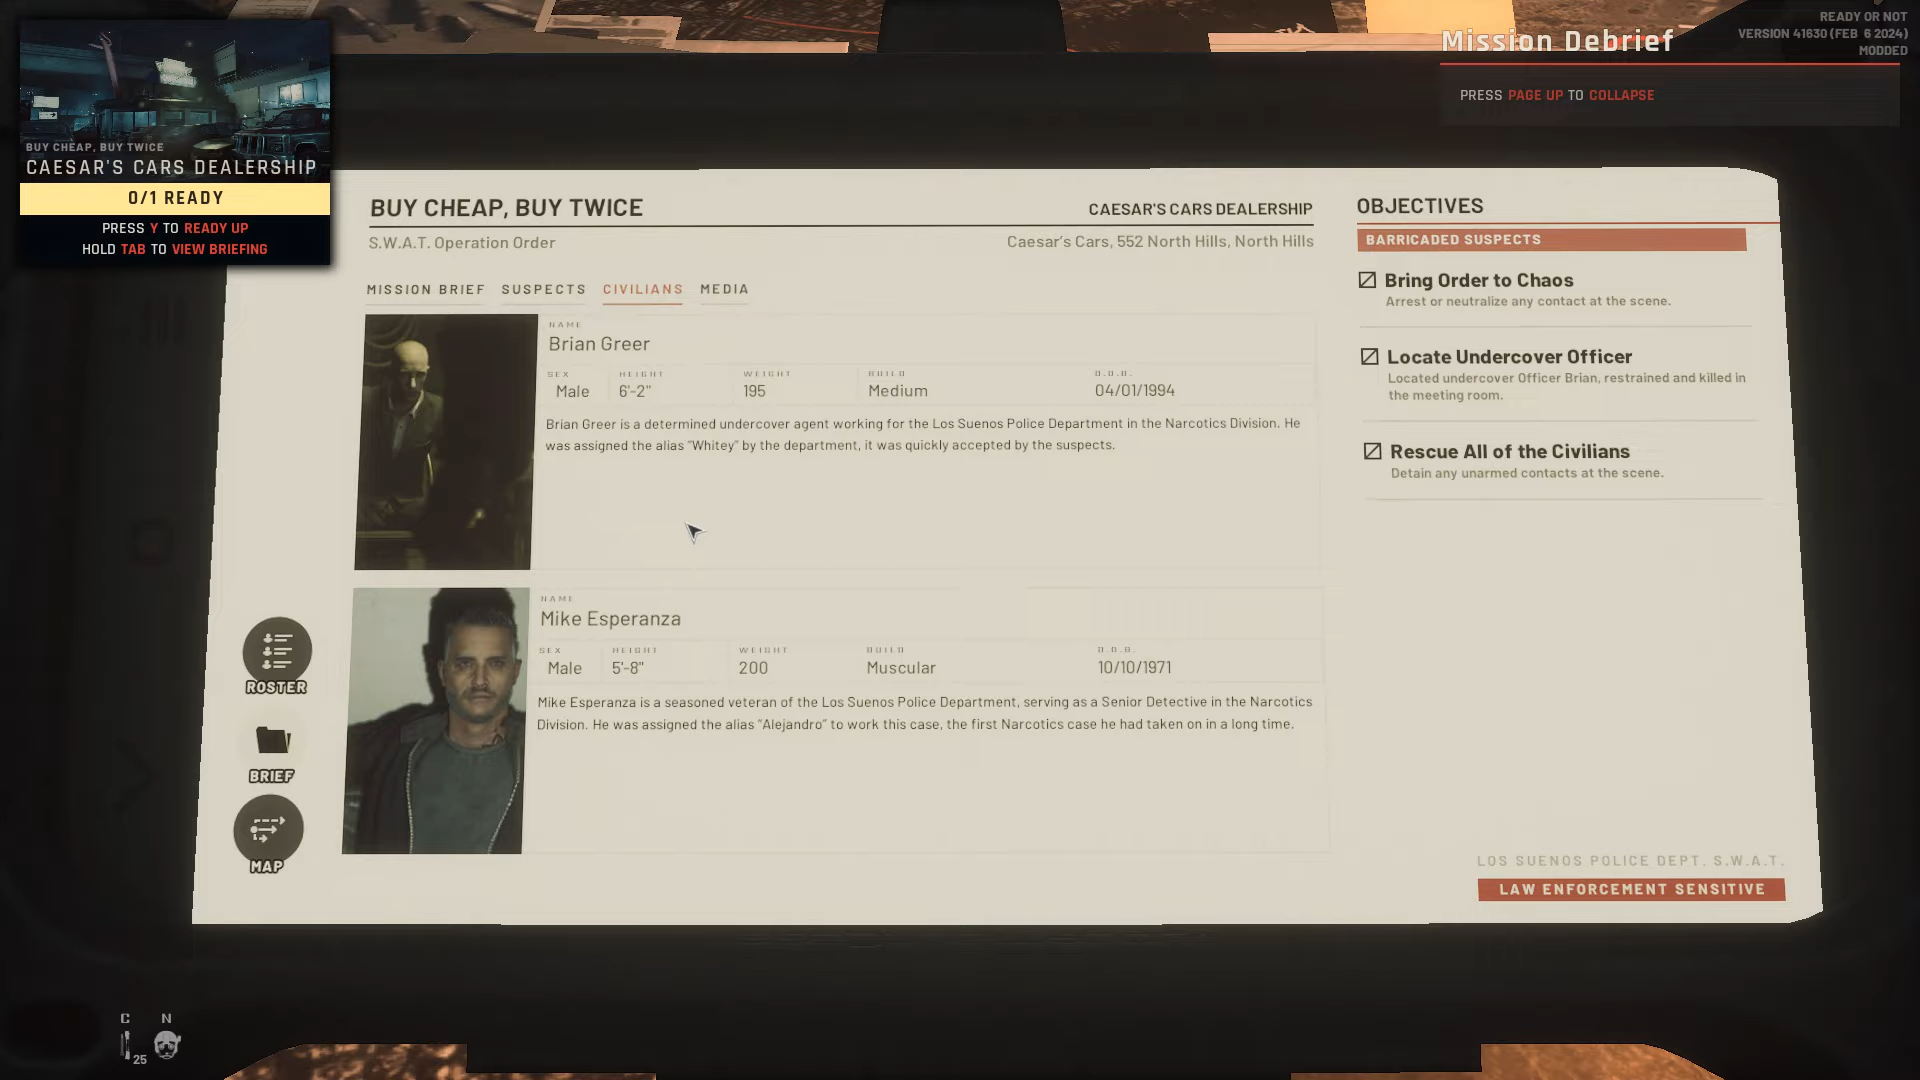 READY OR NOT
VERSION 41630 (FEB 6 2024)
MODDED
Mission Debrief
PRESS PAGE UP TO COLLAPSE
BUY CHEAP, BUY TWICE
CAESAR'S CARS DEALERSHIP
0/1 READY
PRESS Y TO READY UP
HOLD TAB TO VIEW BRIEFING
BUY CHEAP, BUY TWICE
CAESAR'S CARS DEALERSHIP
S.W.A.T. Operation Order
Caesar's Cars, 552 North Hills, North Hills
MISSION BRIEF SUSPECTS CIVILIANS MEDIA
NAME
Brian Greer
SEX HEIGHT WEIGHT BUILD D.O.B.
Male 6'-2" 195 Medium 04/01/1994
Brian Greer is a determined undercover agent working for the Los Suenos Police Department in the Narcotics Division. He
was assigned the alias "Whitey" by the department, it was quickly accepted by the suspects.
NAME
Mike Esperanza
SEX HEIGHT WEIGHT BUILD D.O.B.
Male 5'-8" 200 Muscular 10/10/1971
Mike Esperanza is a seasoned veteran of the Los Suenos Police Department, serving as a Senior Detective in the Narcotics
Division. He was assigned the alias "Alejandro" to work this case, the first Narcotics case he had taken on in a long time.
OBJECTIVES
BARRICADED SUSPECTS
Bring Order to Chaos
Arrest or neutralize any contact at the scene.
Locate Undercover Officer
Located undercover Officer Brian, restrained and killed in
the meeting room.
Rescue All of the Civilians
Detain any unarmed contacts at the scene.
ROSTER
BRIEF
MAP
LOS SUENOS POLICE DEPT. S.W.A.T.
LAW ENFORCEMENT SENSITIVE
C N
25